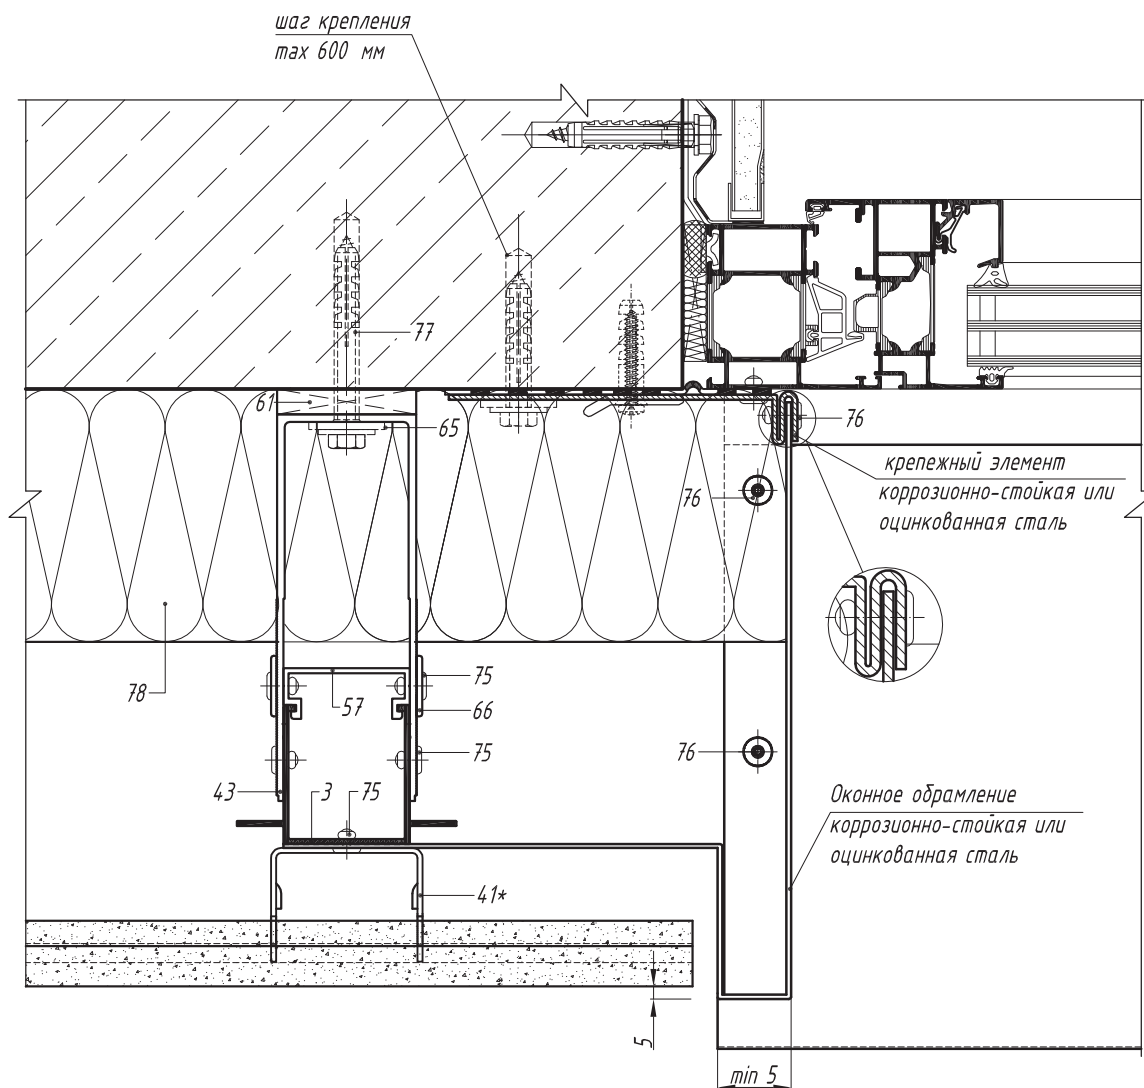 шаг крепления
max 600 мм
77
61
65
76
крепежный элемент
коррозионно-стойкая или
оцинкованная сталь
76
78
75
57
66
76
75
43
3
75
Оконное обрамление
коррозионно-стойкая или
оцинкованная сталь
41*
5
min 5